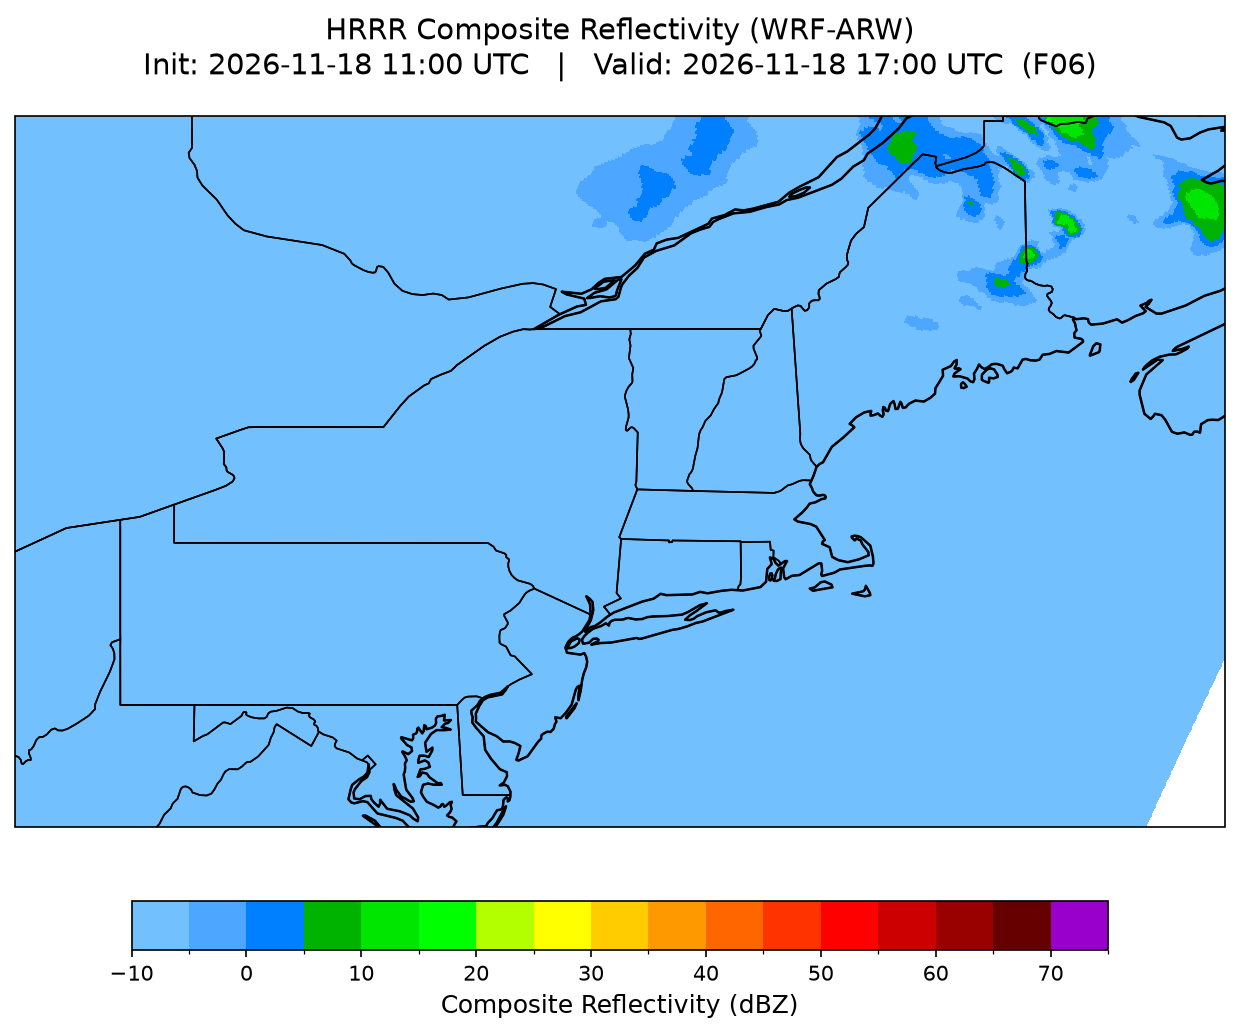 HRRR Composite Reflectivity (WRF-ARW)
Init: 2026-11-18 11:00 UTC | Valid: 2026-11-18 17:00 UTC (F06)
−10 0 10 20 30 40 50 60 70
Composite Reflectivity (dBZ)